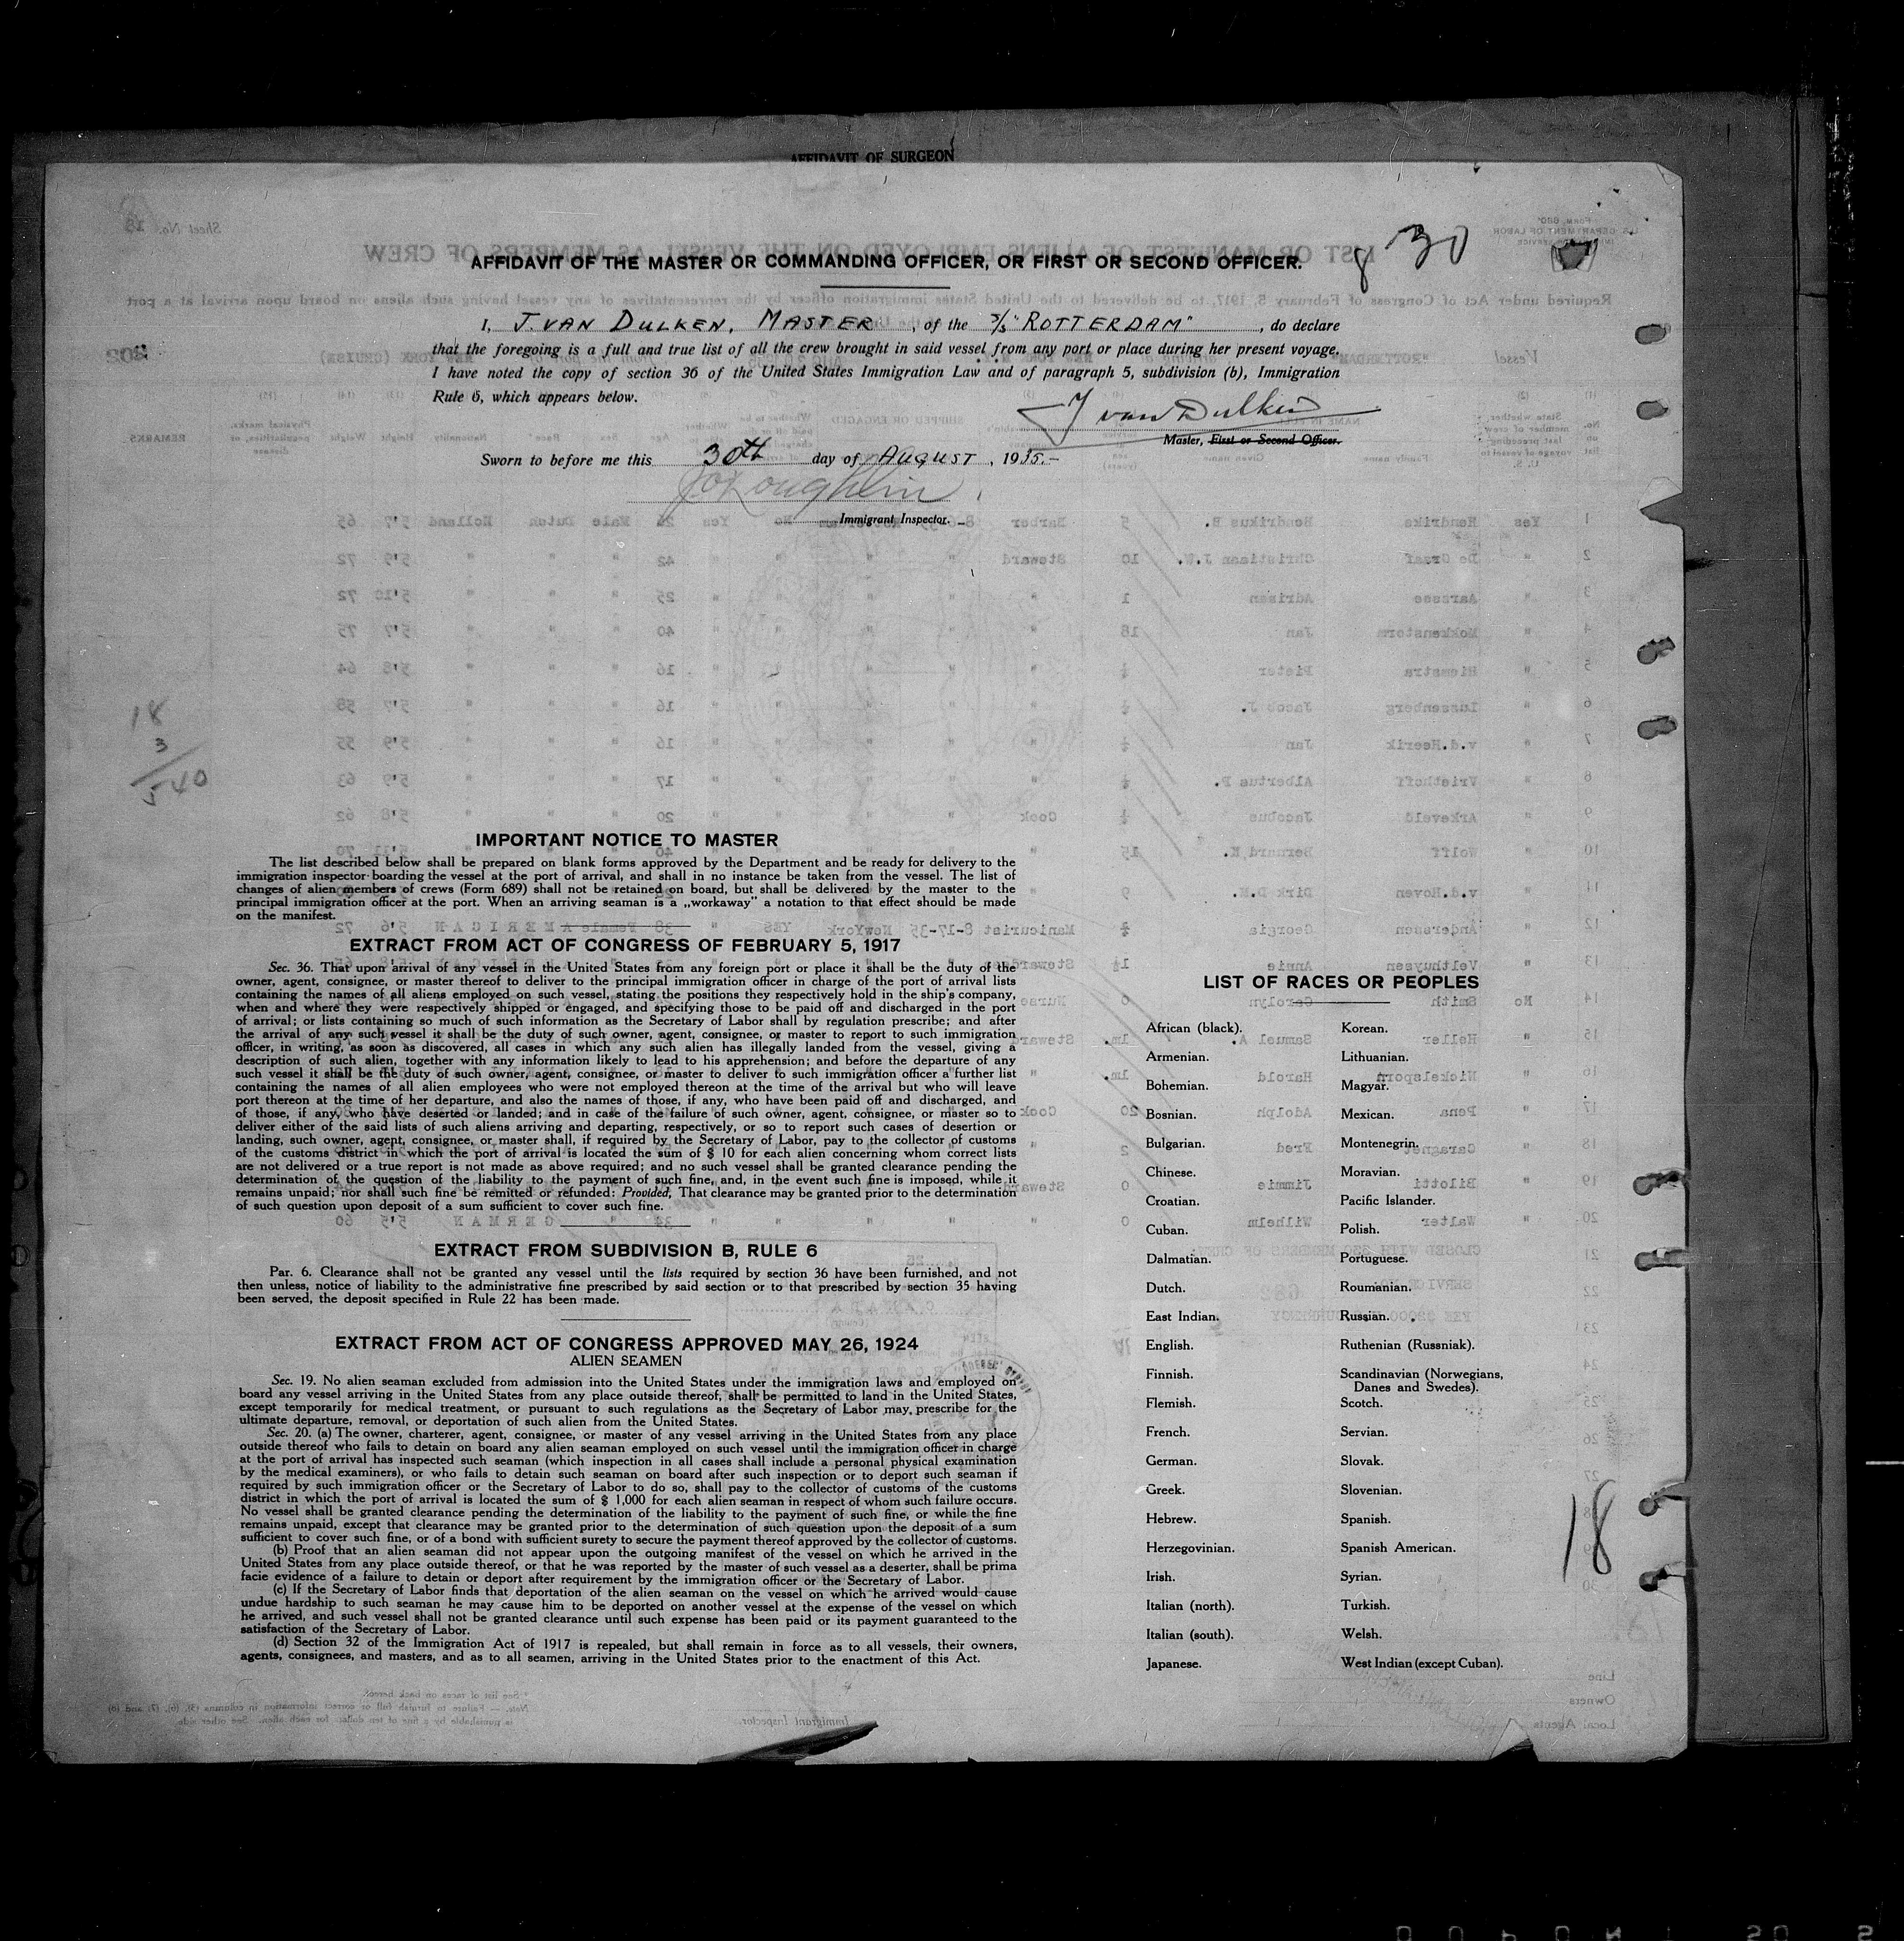 AFFIDAVIT OF SURGEON
8 30
AFFIDAVIT OF THE MASTER OR COMMANDING OFFICER, OR FIRST OR SECOND OFFICER.
I, J. VAN DULKEN, MASTER, of the S/S "ROTTERDAM", do declare
that the foregoing is a full and true list of all the crew brought in said vessel from any port or place during her present voyage.
I have noted the copy of section 36 of the United States Immigration Law and of paragraph 5, subdivision (b), Immigration
Rule 6, which appears below.
J van Dulken
Master, First or Second Officer.
Sworn to before me this 30th day of AUGUST, 1935.-
Immigrant Inspector.
18
3
540
IMPORTANT NOTICE TO MASTER
The list described below shall be prepared on blank forms approved by the Department and be ready for delivery to the
immigration inspector boarding the vessel at the port of arrival, and shall in no instance be taken from the vessel. The list of
changes of alien members of crews (Form 689) shall not be retained on board, but shall be delivered by the master to the
principal immigration officer at the port. When an arriving seaman is a „workaway" a notation to that effect should be made
on the manifest.
EXTRACT FROM ACT OF CONGRESS OF FEBRUARY 5, 1917
Sec. 36. That upon arrival of any vessel in the United States from any foreign port or place it shall be the duty of the
owner, agent, consignee, or master thereof to deliver to the principal immigration officer in charge of the port of arrival lists
containing the names of all aliens employed on such vessel, stating the positions they respectively hold in the ship's company,
when and where they were respectively shipped or engaged, and specifying those to be paid off and discharged in the port
of arrival; or lists containing so much of such information as the Secretary of Labor shall by regulation prescribe; and after
the arrival of any such vessel it shall be the duty of such owner, agent, consignee, or master to report to such immigration
officer, in writing, as soon as discovered, all cases in which any such alien has illegally landed from the vessel, giving a
description of such alien, together with any information likely to lead to his apprehension; and before the departure of any
such vessel it shall be the duty of such owner, agent, consignee, or master to deliver to such immigration officer a further list
containing the names of all alien employees who were not employed thereon at the time of the arrival but who will leave
port thereon at the time of her departure, and also the names of those, if any, who have been paid off and discharged, and
of those, if any, who have deserted or landed; and in case of the failure of such owner, agent, consignee, or master so to
deliver either of the said lists of such aliens arriving and departing, respectively, or so to report such cases of desertion or
landing, such owner, agent, consignee, or master shall, if required by the Secretary of Labor, pay to the collector of customs
of the customs district in which the port of arrival is located the sum of $ 10 for each alien concerning whom correct lists
are not delivered or a true report is not made as above required; and no such vessel shall be granted clearance pending the
determination of the question of the liability to the payment of such fine, and, in the event such fine is imposed, while it
remains unpaid; nor shall such fine be remitted or refunded: Provided, That clearance may be granted prior to the determination
of such question upon deposit of a sum sufficient to cover such fine.
EXTRACT FROM SUBDIVISION B, RULE 6
Par. 6. Clearance shall not be granted any vessel until the lists required by section 36 have been furnished, and not
then unless, notice of liability to the administrative fine prescribed by said section or to that prescribed by section 35 having
been served, the deposit specified in Rule 22 has been made.
EXTRACT FROM ACT OF CONGRESS APPROVED MAY 26, 1924
ALIEN SEAMEN
Sec. 19. No alien seaman excluded from admission into the United States under the immigration laws and employed on
board any vessel arriving in the United States from any place outside thereof, shall be permitted to land in the United States,
except temporarily for medical treatment, or pursuant to such regulations as the Secretary of Labor may prescribe for the
ultimate departure, removal, or deportation of such alien from the United States.
Sec. 20. (a) The owner, charterer, agent, consignee, or master of any vessel arriving in the United States from any place
outside thereof who fails to detain on board any alien seaman employed on such vessel until the immigration officer in charge
at the port of arrival has inspected such seaman (which inspection in all cases shall include a personal physical examination
by the medical examiners), or who fails to detain such seaman on board after such inspection or to deport such seaman if
required by such immigration officer or the Secretary of Labor to do so, shall pay to the collector of customs of the customs
district in which the port of arrival is located the sum of $ 1,000 for each alien seaman in respect of whom such failure occurs.
No vessel shall be granted clearance pending the determination of the liability to the payment of such fine, or while the fine
remains unpaid, except that clearance may be granted prior to the determination of such question upon the deposit of a sum
sufficient to cover such fine, or of a bond with sufficient surety to secure the payment thereof approved by the collector of customs.
(b) Proof that an alien seaman did not appear upon the outgoing manifest of the vessel on which he arrived in the
United States from any place outside thereof, or that he was reported by the master of such vessel as a deserter, shall be prima
facie evidence of a failure to detain or deport after requirement by the immigration officer or the Secretary of Labor.
(c) If the Secretary of Labor finds that deportation of the alien seaman on the vessel on which he arrived would cause
undue hardship to such seaman he may cause him to be deported on another vessel at the expense of the vessel on which
he arrived, and such vessel shall not be granted clearance until such expense has been paid or its payment guaranteed to the
satisfaction of the Secretary of Labor.
(d) Section 32 of the Immigration Act of 1917 is repealed, but shall remain in force as to all vessels, their owners,
agents, consignees, and masters, and as to all seamen, arriving in the United States prior to the enactment of this Act.
LIST OF RACES OR PEOPLES
African (black).
Armenian.
Bohemian.
Bosnian.
Bulgarian.
Chinese.
Croatian.
Cuban.
Dalmatian.
Dutch.
East Indian.
English.
Finnish.
Flemish.
French.
German.
Greek.
Hebrew.
Herzegovinian.
Irish.
Italian (north).
Italian (south).
Japanese.
Korean.
Lithuanian.
Magyar.
Mexican.
Montenegrin.
Moravian.
Pacific Islander.
Polish.
Portuguese.
Roumanian.
Russian.
Ruthenian (Russniak).
Scandinavian (Norwegians,
Danes and Swedes).
Scotch.
Servian.
Slovak.
Slovenian.
Spanish.
Spanish American.
Syrian.
Turkish.
Welsh.
West Indian (except Cuban).
18